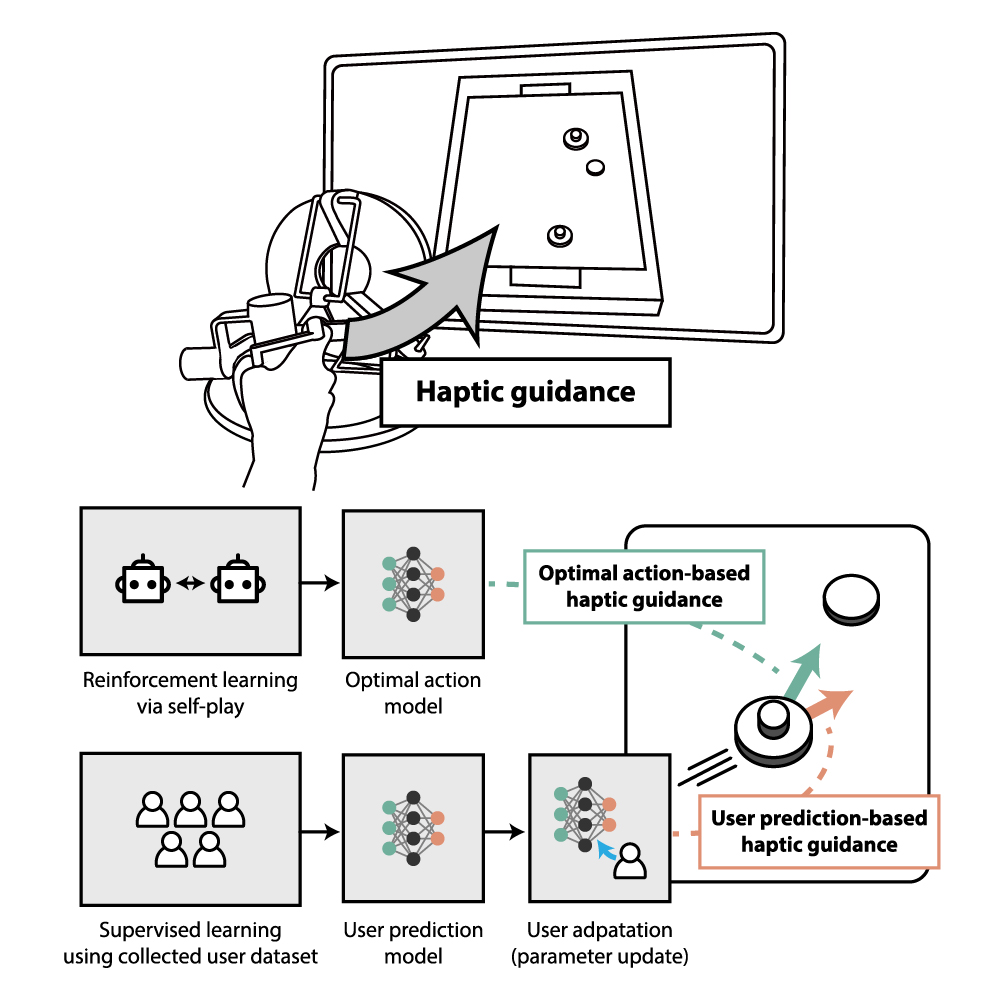 Haptic guidance
Optimal action-based
haptic guidance
Reinforcement learning
via self-play
Optimal action
model
User prediction-based
haptic guidance
Supervised learning
using collected user dataset
User prediction
model
User adpatation
(parameter update)